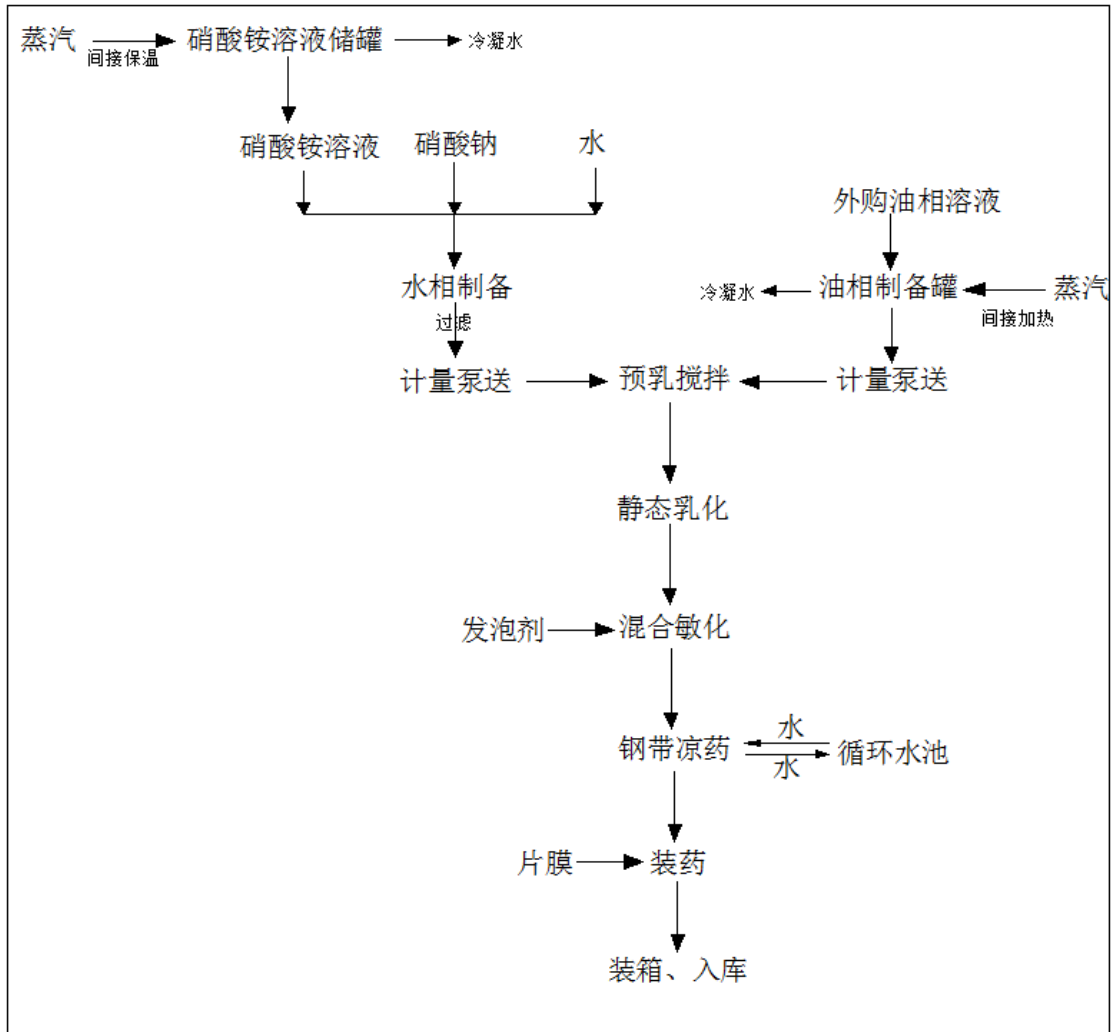 蒸汽
间接保温
硝酸铵溶液储罐
冷凝水
硝酸铵溶液
硝酸钠
水
外购油相溶液
水相制备
过滤
冷凝水
油相制备罐
蒸汽
间接加热
计量泵送
预乳搅拌
计量泵送
静态乳化
发泡剂
混合敏化
钢带凉药
水
水
循环水池
片膜
装药
装箱、入库